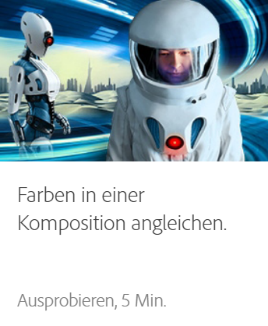 Farben in einer
Komposition angleichen.
Ausprobieren, 5 Min.